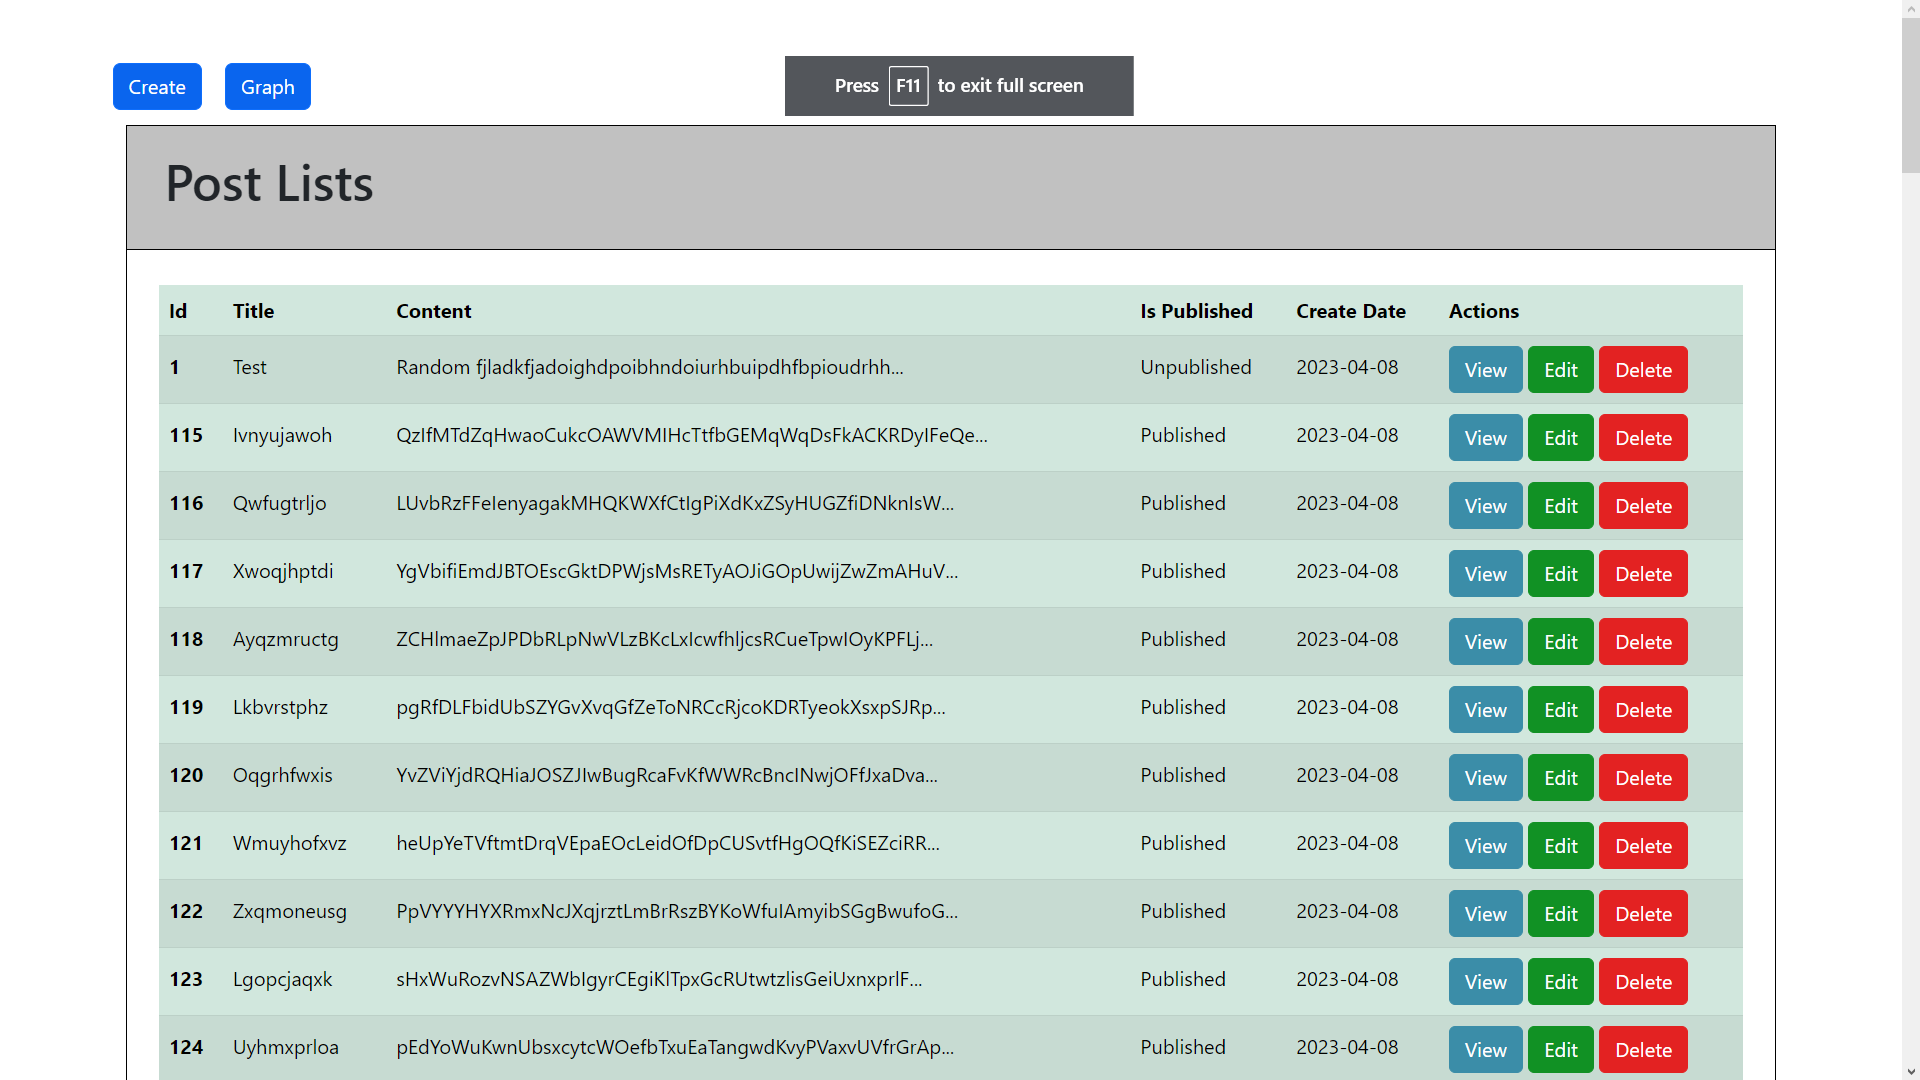 Create Graph Press F11 to exit full screen
Post Lists
Id Title Content Is Published Create Date Actions
1 Test Random fjladkfjadoighdpoibhndoiurhbuipdhfbpioudrhh... Unpublished 2023-04-08 View Edit Delete
115 Ivnyujawoh QzIfMTdZqHwaoCukcOAWVMIHcTtfbGEMqWqDsFkACKRDyIFeQe... Published 2023-04-08 View Edit Delete
116 Qwfugtrljo LUvbRzFFeIenyagakMHQKWXfCtIgPiXdKxZSyHUGZfiDNknIsW... Published 2023-04-08 View Edit Delete
117 Xwoqjhptdi YgVbifiEmdJBTOEscGktDPWjsMsRETyAOJiGOpUwijZwZmAHuV... Published 2023-04-08 View Edit Delete
118 Ayqzmructg ZCHlmaeZpJPDbRLpNwVLzBKcLxIcwfhljcsRCueTpwIOyKPFLj... Published 2023-04-08 View Edit Delete
119 Lkbvrstphz pgRfDLFbidUbSZYGvXvqGfZeToNRCcRjcoKDRTyeokXsxpSJRp... Published 2023-04-08 View Edit Delete
120 Oqgrhfwxis YvZViYjdRQHiaJOSZJIwBugRcaFvKfWWRcBncINwjOFfJxaDva... Published 2023-04-08 View Edit Delete
121 Wmuyhofxvz heUpYeTVftmtDrqVEpaEOcLeidOfDpCUSvtfHgOQfKiSEZciRR... Published 2023-04-08 View Edit Delete
122 Zxqmoneusg PpVYYYHYXRmxNcJXqjrztLmBrRszBYKoWfuIAmyibSGgBwufoG... Published 2023-04-08 View Edit Delete
123 Lgopcjaqxk sHxWuRozvNSAZWbIgyrCEgiKlTpxGcRUtwtzlisGeiUxnxprlF... Published 2023-04-08 View Edit Delete
124 Uyhmxprloa pEdYoWuKwnUbsxcytcWOefbTxuEaTangwdKvyPVaxvUVfrGrAp... Published 2023-04-08 View Edit Delete